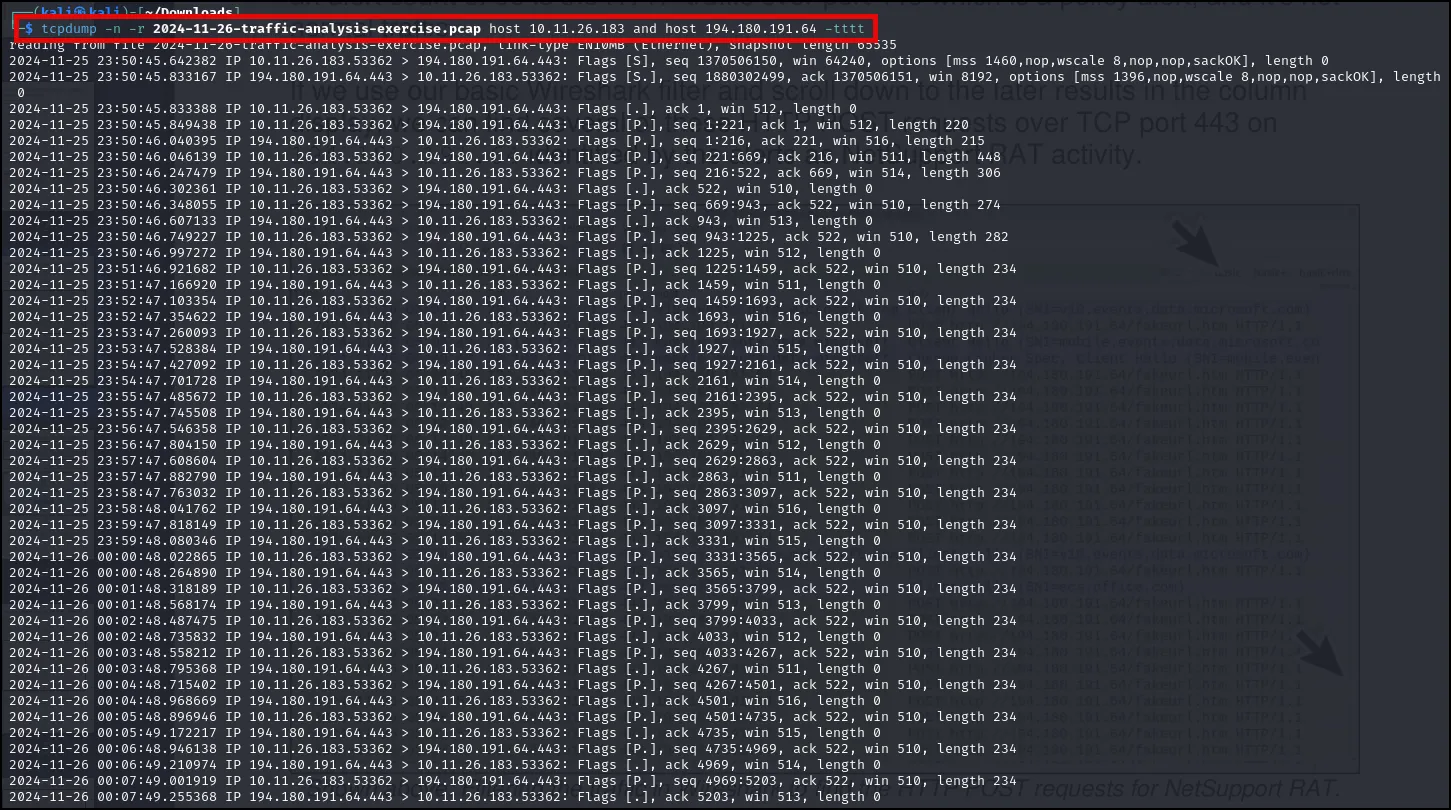 ┌──(kali㉿kali)-[~/Downloads]
└─$ tcpdump -n -r 2024-11-26-traffic-analysis-exercise.pcap host 10.11.26.183 and host 194.180.191.64 -tttt
reading from file 2024-11-26-traffic-analysis-exercise.pcap, link-type EN10MB (Ethernet), snapshot length 65535
2024-11-25 23:50:45.642382 IP 10.11.26.183.53362 > 194.180.191.64.443: Flags [S], seq 1370506150, win 64240, options [mss 1460,nop,wscale 8,nop,nop,sackOK], length 0
2024-11-25 23:50:45.833167 IP 194.180.191.64.443 > 10.11.26.183.53362: Flags [S.], seq 1880302499, ack 1370506151, win 8192, options [mss 1396,nop,wscale 8,nop,nop,sackOK], length
0
2024-11-25 23:50:45.833388 IP 10.11.26.183.53362 > 194.180.191.64.443: Flags [.], ack 1, win 512, length 0
2024-11-25 23:50:45.849438 IP 10.11.26.183.53362 > 194.180.191.64.443: Flags [P.], seq 1:221, ack 1, win 512, length 220
2024-11-25 23:50:46.040395 IP 194.180.191.64.443 > 10.11.26.183.53362: Flags [P.], seq 1:216, ack 221, win 516, length 215
2024-11-25 23:50:46.046139 IP 10.11.26.183.53362 > 194.180.191.64.443: Flags [P.], seq 221:669, ack 216, win 511, length 448
2024-11-25 23:50:46.247479 IP 194.180.191.64.443 > 10.11.26.183.53362: Flags [P.], seq 216:522, ack 669, win 514, length 306
2024-11-25 23:50:46.302361 IP 10.11.26.183.53362 > 194.180.191.64.443: Flags [.], ack 522, win 510, length 0
2024-11-25 23:50:46.348055 IP 10.11.26.183.53362 > 194.180.191.64.443: Flags [P.], seq 669:943, ack 522, win 510, length 274
2024-11-25 23:50:46.607133 IP 194.180.191.64.443 > 10.11.26.183.53362: Flags [.], ack 943, win 513, length 0
2024-11-25 23:50:46.749227 IP 10.11.26.183.53362 > 194.180.191.64.443: Flags [P.], seq 943:1225, ack 522, win 510, length 282
2024-11-25 23:50:46.997272 IP 194.180.191.64.443 > 10.11.26.183.53362: Flags [.], ack 1225, win 512, length 0
2024-11-25 23:51:46.921682 IP 10.11.26.183.53362 > 194.180.191.64.443: Flags [P.], seq 1225:1459, ack 522, win 510, length 234
2024-11-25 23:51:47.166920 IP 194.180.191.64.443 > 10.11.26.183.53362: Flags [.], ack 1459, win 511, length 0
2024-11-25 23:52:47.103354 IP 10.11.26.183.53362 > 194.180.191.64.443: Flags [P.], seq 1459:1693, ack 522, win 510, length 234
2024-11-25 23:52:47.354622 IP 194.180.191.64.443 > 10.11.26.183.53362: Flags [.], ack 1693, win 516, length 0
2024-11-25 23:53:47.260093 IP 10.11.26.183.53362 > 194.180.191.64.443: Flags [P.], seq 1693:1927, ack 522, win 510, length 234
2024-11-25 23:53:47.528384 IP 194.180.191.64.443 > 10.11.26.183.53362: Flags [.], ack 1927, win 515, length 0
2024-11-25 23:54:47.427092 IP 10.11.26.183.53362 > 194.180.191.64.443: Flags [P.], seq 1927:2161, ack 522, win 510, length 234
2024-11-25 23:54:47.701728 IP 194.180.191.64.443 > 10.11.26.183.53362: Flags [.], ack 2161, win 514, length 0
2024-11-25 23:55:47.485672 IP 10.11.26.183.53362 > 194.180.191.64.443: Flags [P.], seq 2161:2395, ack 522, win 510, length 234
2024-11-25 23:55:47.745508 IP 194.180.191.64.443 > 10.11.26.183.53362: Flags [.], ack 2395, win 513, length 0
2024-11-25 23:56:47.546358 IP 10.11.26.183.53362 > 194.180.191.64.443: Flags [P.], seq 2395:2629, ack 522, win 510, length 234
2024-11-25 23:56:47.804150 IP 194.180.191.64.443 > 10.11.26.183.53362: Flags [.], ack 2629, win 512, length 0
2024-11-25 23:57:47.608604 IP 10.11.26.183.53362 > 194.180.191.64.443: Flags [P.], seq 2629:2863, ack 522, win 510, length 234
2024-11-25 23:57:47.882790 IP 194.180.191.64.443 > 10.11.26.183.53362: Flags [.], ack 2863, win 511, length 0
2024-11-25 23:58:47.763032 IP 10.11.26.183.53362 > 194.180.191.64.443: Flags [P.], seq 2863:3097, ack 522, win 510, length 234
2024-11-25 23:58:48.041762 IP 194.180.191.64.443 > 10.11.26.183.53362: Flags [.], ack 3097, win 516, length 0
2024-11-25 23:59:47.818149 IP 10.11.26.183.53362 > 194.180.191.64.443: Flags [P.], seq 3097:3331, ack 522, win 510, length 234
2024-11-25 23:59:48.080346 IP 194.180.191.64.443 > 10.11.26.183.53362: Flags [.], ack 3331, win 515, length 0
2024-11-26 00:00:48.022865 IP 10.11.26.183.53362 > 194.180.191.64.443: Flags [P.], seq 3331:3565, ack 522, win 510, length 234
2024-11-26 00:00:48.264890 IP 194.180.191.64.443 > 10.11.26.183.53362: Flags [.], ack 3565, win 514, length 0
2024-11-26 00:01:48.318189 IP 10.11.26.183.53362 > 194.180.191.64.443: Flags [P.], seq 3565:3799, ack 522, win 510, length 234
2024-11-26 00:01:48.568174 IP 194.180.191.64.443 > 10.11.26.183.53362: Flags [.], ack 3799, win 513, length 0
2024-11-26 00:02:48.487475 IP 10.11.26.183.53362 > 194.180.191.64.443: Flags [P.], seq 3799:4033, ack 522, win 510, length 234
2024-11-26 00:02:48.735832 IP 194.180.191.64.443 > 10.11.26.183.53362: Flags [.], ack 4033, win 512, length 0
2024-11-26 00:03:48.558212 IP 10.11.26.183.53362 > 194.180.191.64.443: Flags [P.], seq 4033:4267, ack 522, win 510, length 234
2024-11-26 00:03:48.795368 IP 194.180.191.64.443 > 10.11.26.183.53362: Flags [.], ack 4267, win 511, length 0
2024-11-26 00:04:48.715402 IP 10.11.26.183.53362 > 194.180.191.64.443: Flags [P.], seq 4267:4501, ack 522, win 510, length 234
2024-11-26 00:04:48.968669 IP 194.180.191.64.443 > 10.11.26.183.53362: Flags [.], ack 4501, win 516, length 0
2024-11-26 00:05:48.896946 IP 10.11.26.183.53362 > 194.180.191.64.443: Flags [P.], seq 4501:4735, ack 522, win 510, length 234
2024-11-26 00:05:49.172217 IP 194.180.191.64.443 > 10.11.26.183.53362: Flags [.], ack 4735, win 515, length 0
2024-11-26 00:06:48.946138 IP 10.11.26.183.53362 > 194.180.191.64.443: Flags [P.], seq 4735:4969, ack 522, win 510, length 234
2024-11-26 00:06:49.210974 IP 194.180.191.64.443 > 10.11.26.183.53362: Flags [.], ack 4969, win 514, length 0
2024-11-26 00:07:49.001919 IP 10.11.26.183.53362 > 194.180.191.64.443: Flags [P.], seq 4969:5203, ack 522, win 510, length 234
2024-11-26 00:07:49.255368 IP 194.180.191.64.443 > 10.11.26.183.53362: Flags [.], ack 5203, win 513, length 0